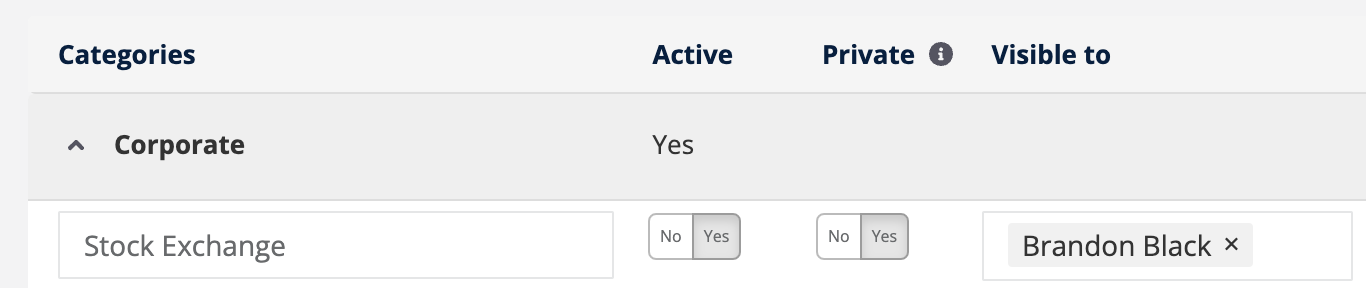 Categories Active Private Visible to
Corporate Yes
Stock Exchange No Yes No Yes Brandon Black ×